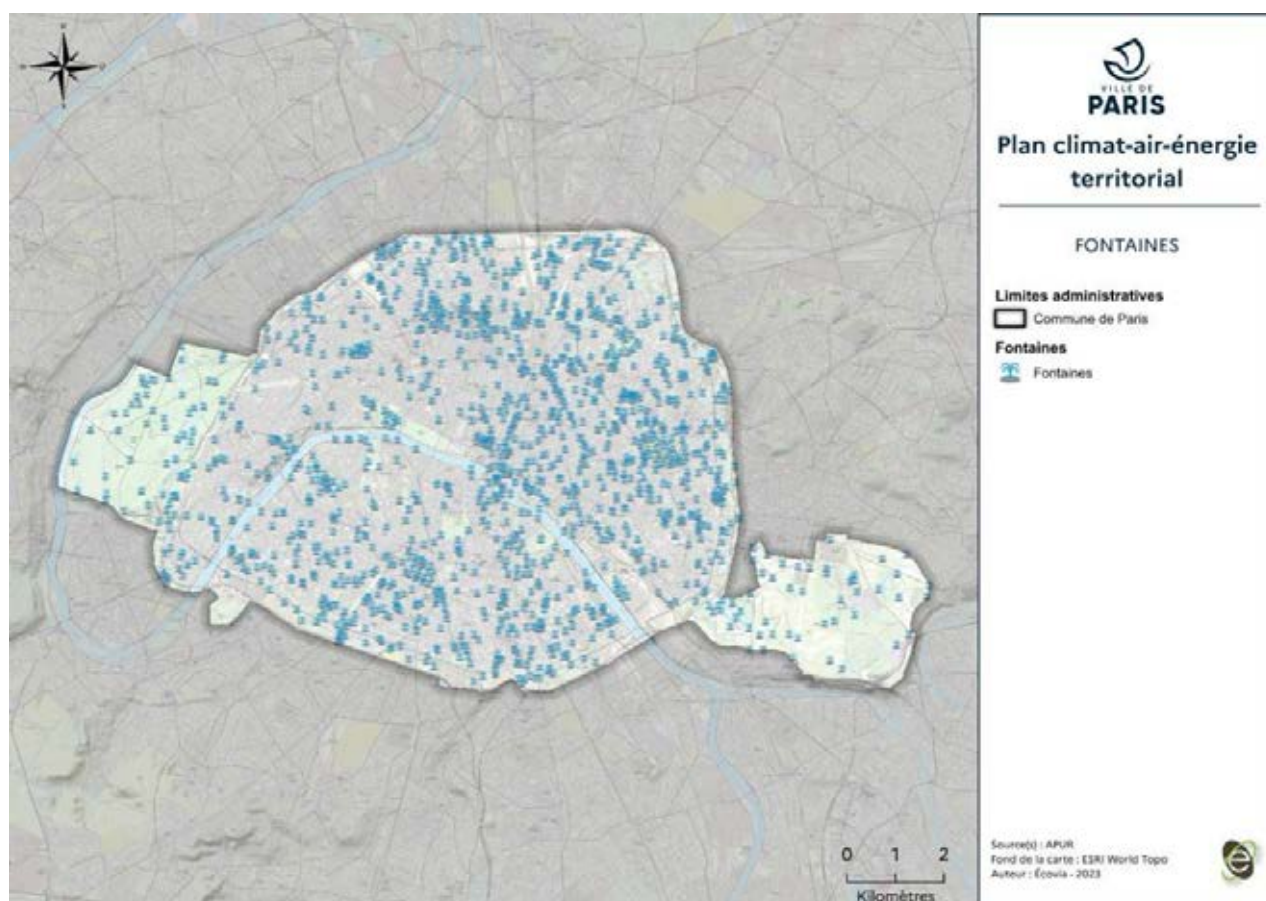 VILLE DE
PARIS
Plan climat-air-énergie
territorial
FONTAINES
Limites administratives
Commune de Paris
Fontaines
Fontaines
0 1 2
Kilomètres
Source(s) : APUR
Fond de la carte : ESRI World Topo
Auteur : Écovia - 2023